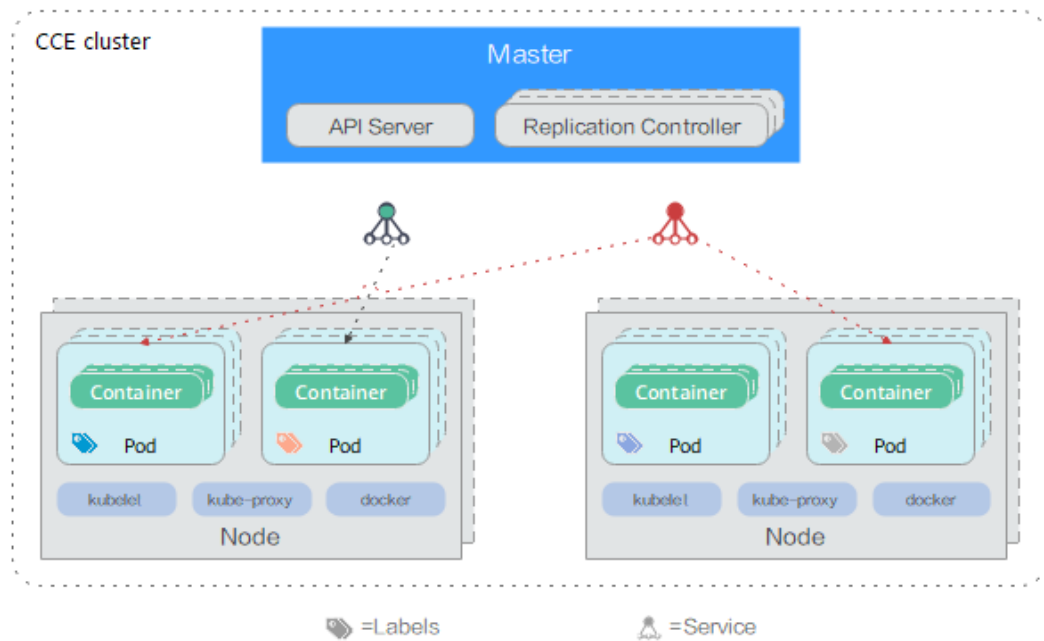 CCE cluster
Master
API Server
Replication Controller
Container
Container
Container
Container
Pod
Pod
Pod
Pod
kubelet
kube-proxy
docker
kubelet
kube-proxy
docker
Node
Node
=Labels
=Service